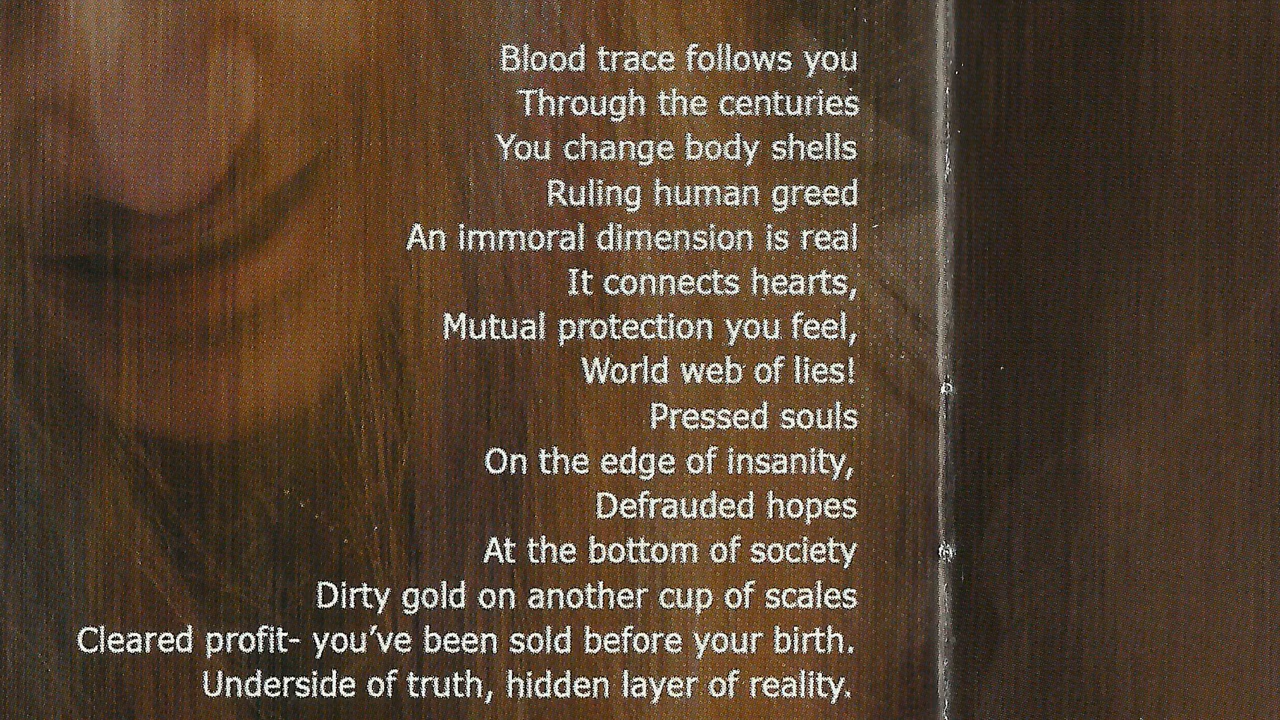 Blood trace follows you
Through the centuries
You change body shells
Ruling human greed
An immoral dimension is real
It connects hearts,
Mutual protection you feel,
World web of lies!
Pressed souls
On the edge of insanity,
Defrauded hopes
At the bottom of society
Dirty gold on another cup of scales
Cleared profit- you've been sold before your birth.
Underside of truth, hidden layer of reality.